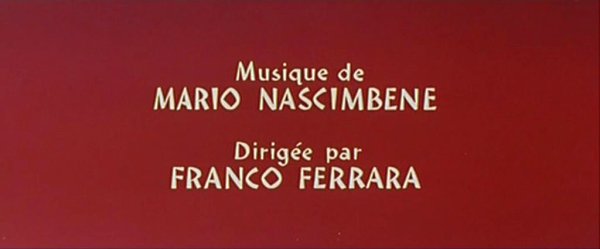 Musique de
MARIO NASCIMBENE
Dirigée par
FRANCO FERRARA